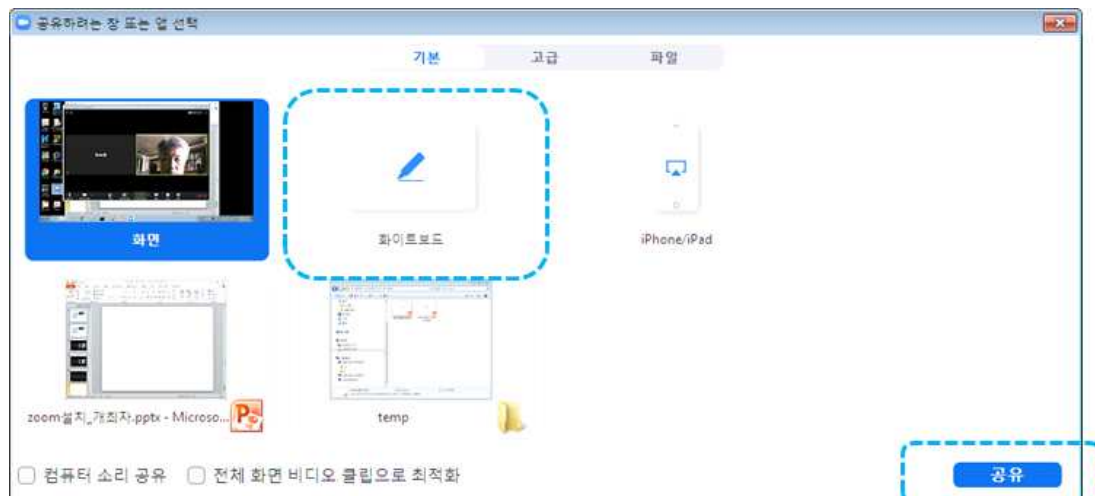 공유하려는 창 또는 앱 선택
기본 고급 파일
화면
화이트보드
iPhone/iPad
zoom설치_개최자.pptx - Microso...
temp
컴퓨터 소리 공유
전체 화면 비디오 클립으로 최적화
공유